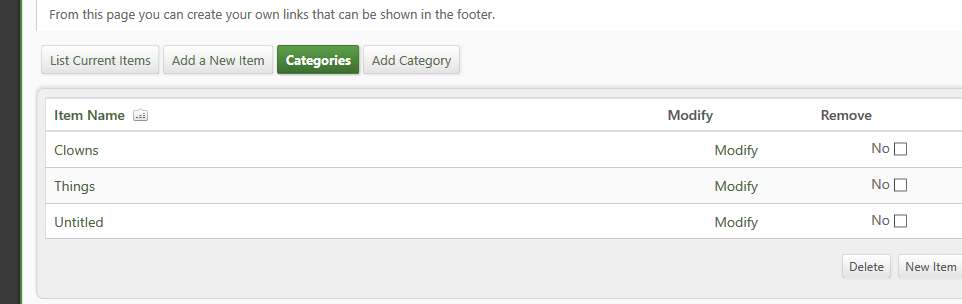 From this page you can create your own links that can be shown in the footer.
List Current Items Add a New Item Categories Add Category
Item Name Modify Remove
Clowns Modify No
Things Modify No
Untitled Modify No
Delete New Item